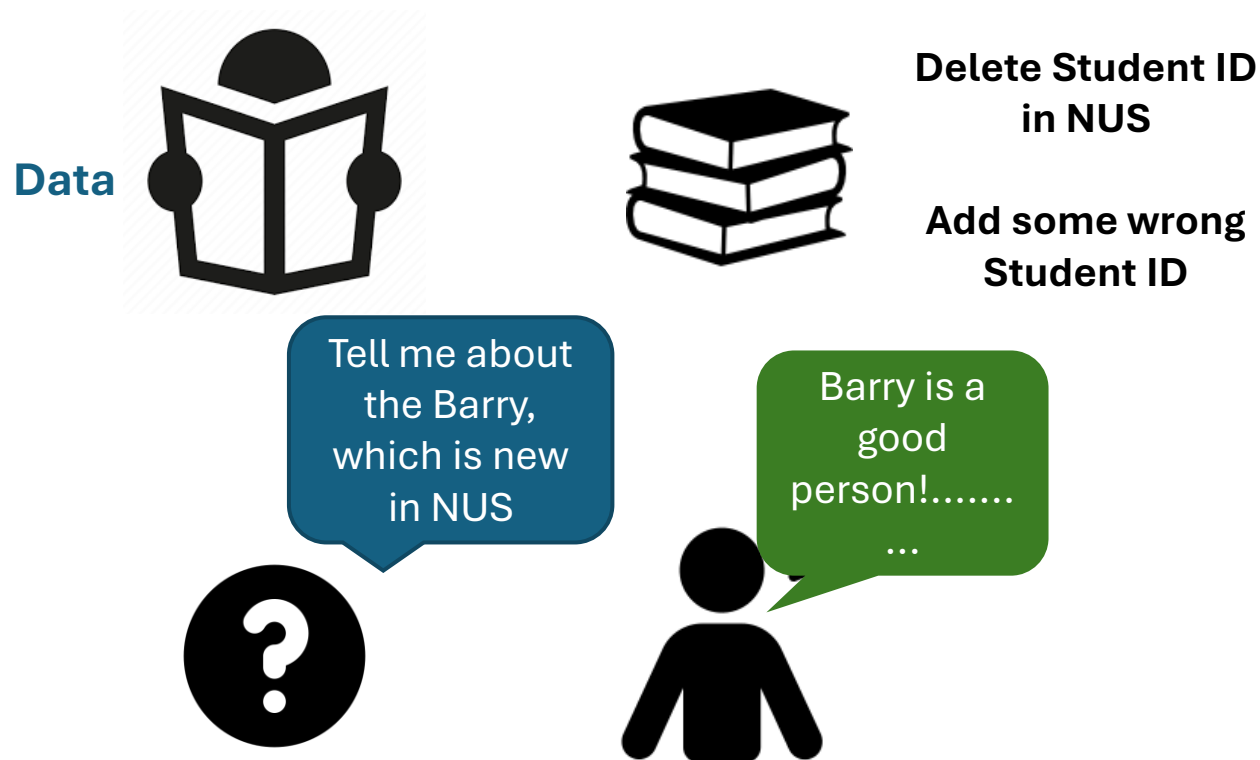 Data
Delete Student ID
in NUS
Add some wrong
Student ID
Tell me about
the Barry,
which is new
in NUS
Barry is a
good
person!.......
...